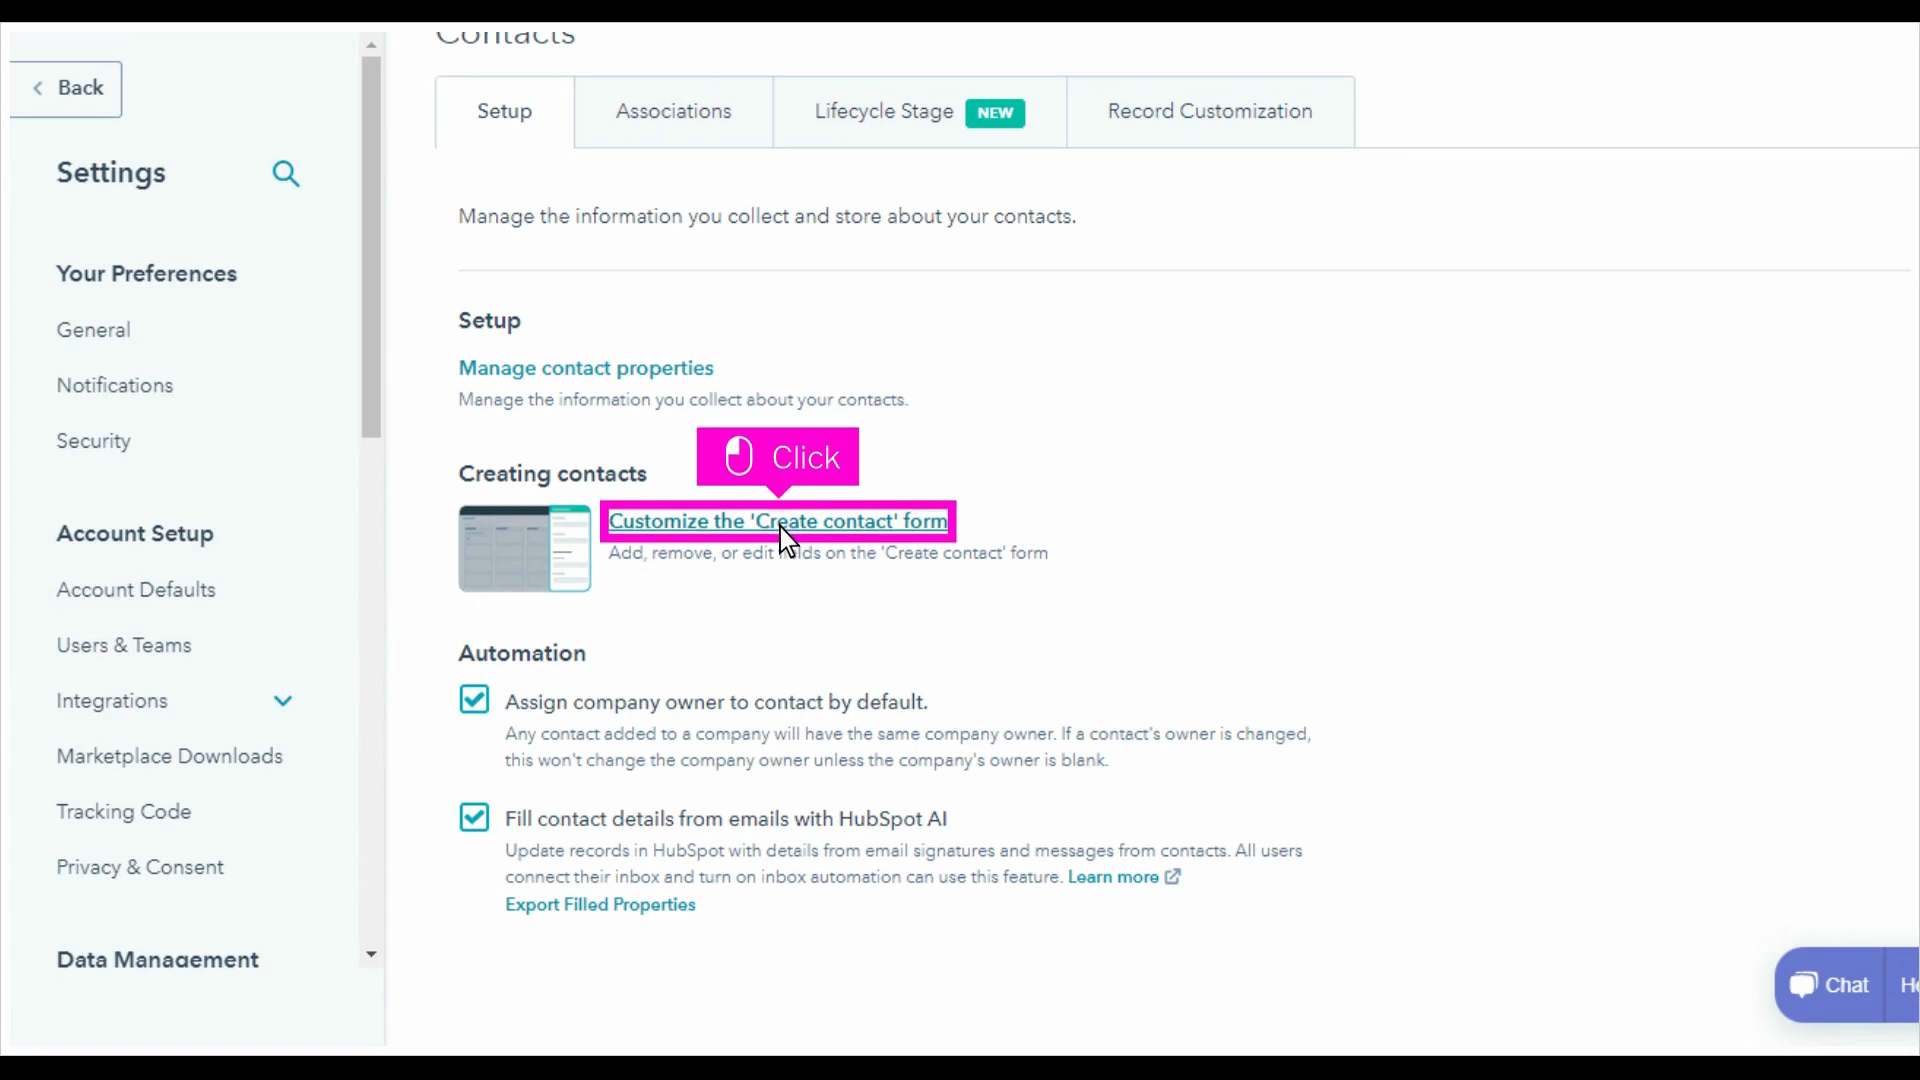 Contacts
Back
Setup
Associations
Lifecycle Stage NEW
Record Customization
Settings
Manage the information you collect and store about your contacts.
Your Preferences
General
Notifications
Security
Setup
Manage contact properties
Manage the information you collect about your contacts.
Click
Creating contacts
Customize the 'Create contact' form
Add, remove, or edit fields on the 'Create contact' form
Account Setup
Account Defaults
Users & Teams
Integrations
Marketplace Downloads
Tracking Code
Privacy & Consent
Data Management
Automation
Assign company owner to contact by default.
Any contact added to a company will have the same company owner. If a contact's owner is changed,
this won't change the company owner unless the company's owner is blank.
Fill contact details from emails with HubSpot AI
Update records in HubSpot with details from email signatures and messages from contacts. All users
connect their inbox and turn on inbox automation can use this feature. Learn more
Export Filled Properties
Chat